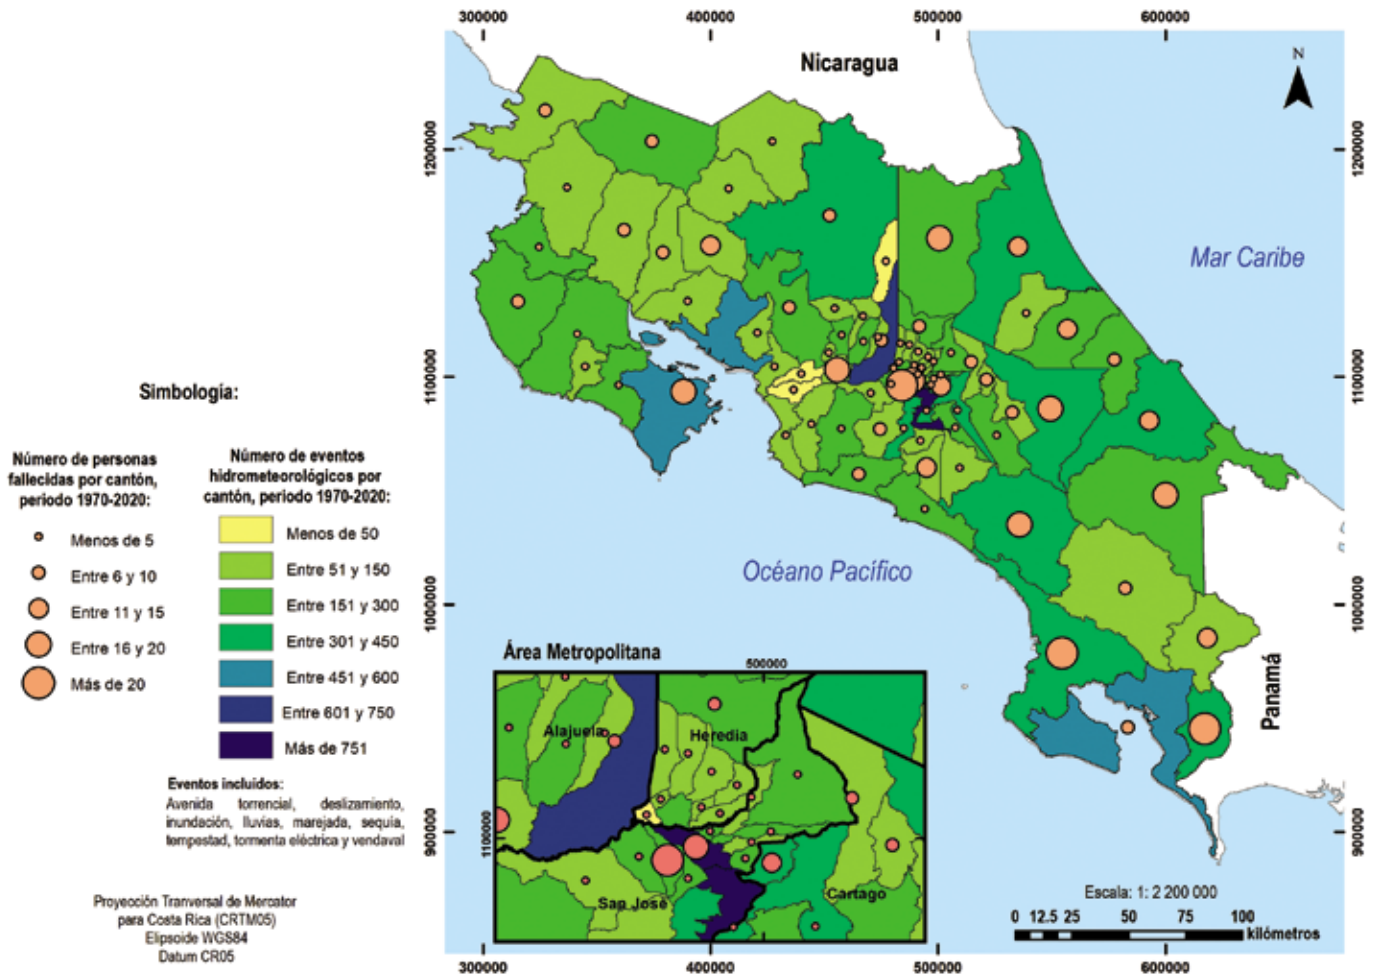 300000
400000
500000
600000
Nicaragua
N
1200000
1200000
Mar Caribe
1100000
1100000
Simbología:
Número de personas
fallecidas por cantón,
periodo 1970-2020:
Menos de 5
Entre 6 y 10
Entre 11 y 15
Entre 16 y 20
Más de 20
Número de eventos
hidrometeorológicos por
cantón, periodo 1970-2020:
Menos de 50
Entre 51 y 150
Entre 151 y 300
Entre 301 y 450
Entre 451 y 600
Entre 601 y 750
Más de 751
Eventos incluidos:
Avenida torrencial, deslizamiento,
inundación, lluvias, marejada, sequía,
tempestad, tormenta eléctrica y vendaval
Proyección Tranversal de Mercator
para Costa Rica (CRTM05)
Elipsoide WGS84
Datum CR05
Océano Pacífico
1000000
1000000
Panamá
Área Metropolitana
500000
Alajuela
Heredia
1100000
San José
Cartago
900000
900000
Escala: 1: 2 200 000
0 12.5 25 50 75 100
kilómetros
300000
400000
500000
600000